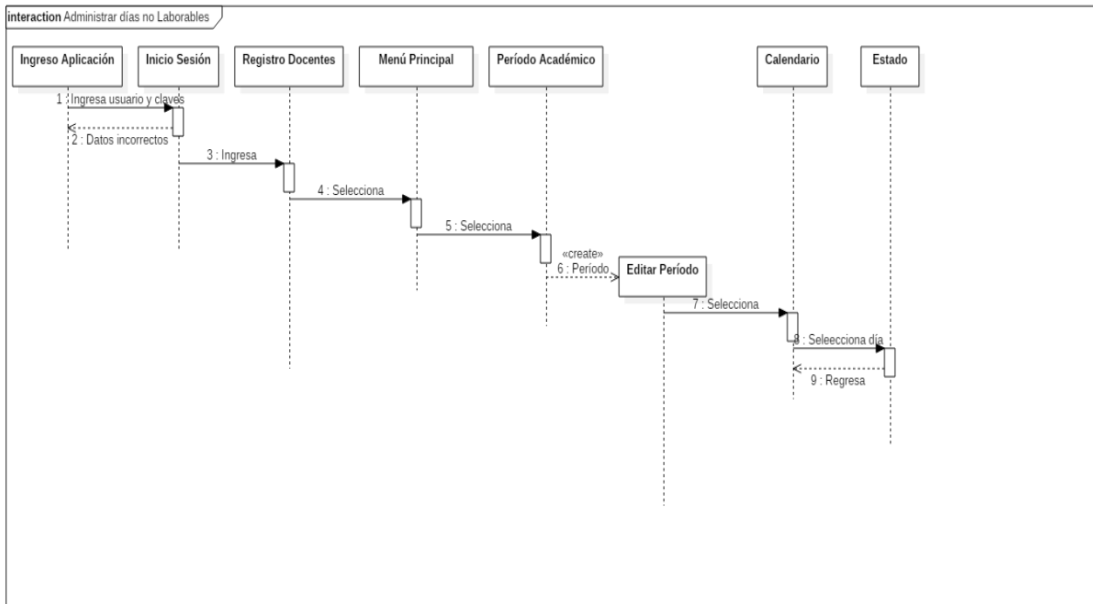 interaction Administrar días no Laborables
Ingreso Aplicación
Inicio Sesión
Registro Docentes
Menú Principal
Período Académico
Calendario
Estado
1 : Ingresa usuario y claves
2 : Datos incorrectos
3 : Ingresa
4 : Selecciona
5 : Selecciona
«create»
6 : Período
Editar Período
7 : Selecciona
8 : Seleecciona día
9 : Regresa